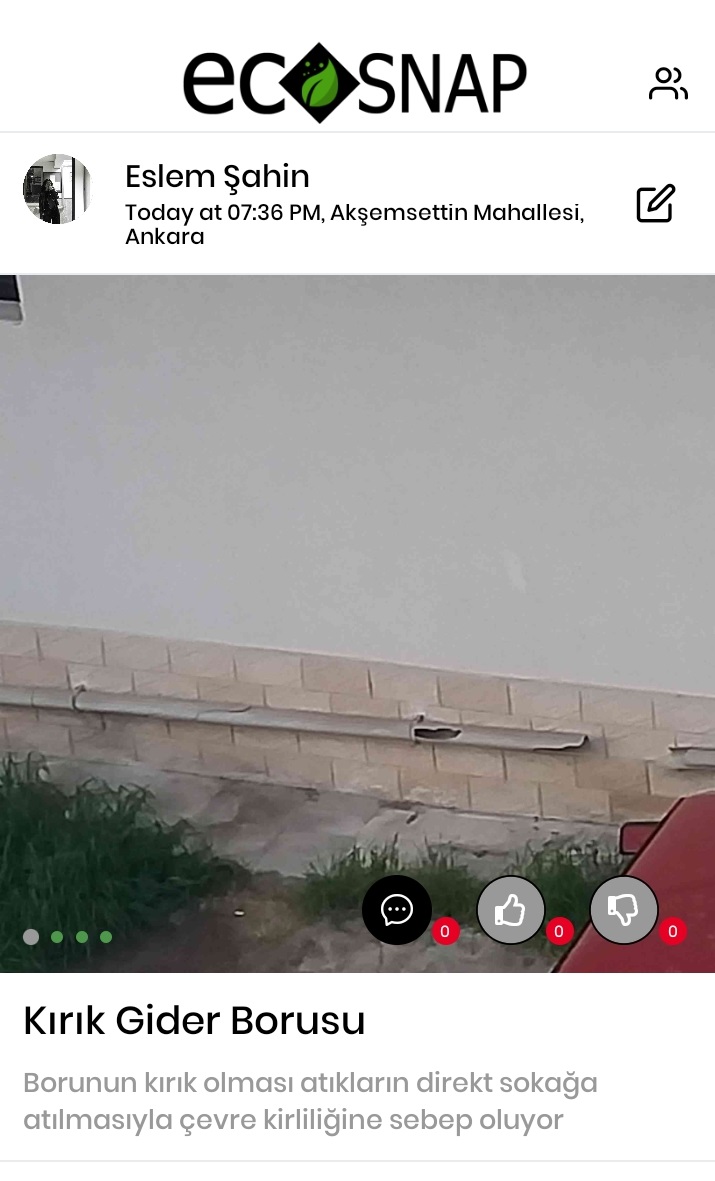 ecosnap
Eslem Şahin
Today at 07:36 PM, Akşemsettin Mahallesi,
Ankara
0
0
0
Kırık Gider Borusu
Borunun kırık olması atıkların direkt sokağa
atılmasıyla çevre kirliliğine sebep oluyor